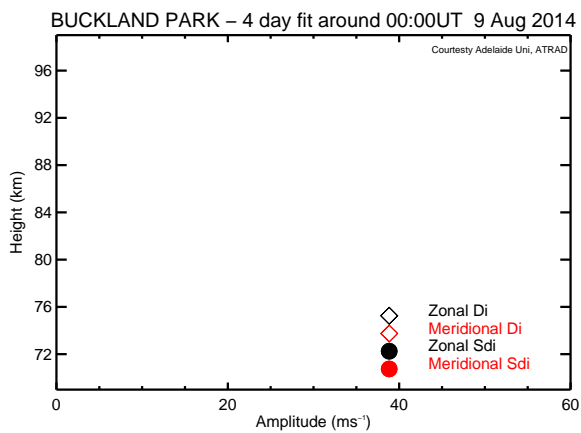 BUCKLAND PARK – 4 day fit around 00:00UT  9 Aug 2014
Courtesty Adelaide Uni, ATRAD
96
92
88
84
80
76
72
Height (km)
Zonal Di
Meridional Di
Zonal Sdi
Meridional Sdi
0 20 40 60
Amplitude (ms⁻¹)